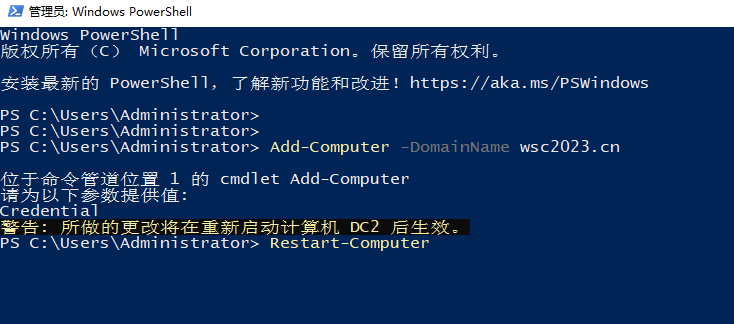 管理员: Windows PowerShell
Windows PowerShell
版权所有（C） Microsoft Corporation。保留所有权利。
安装最新的 PowerShell，了解新功能和改进！https://aka.ms/PSWindows
PS C:\Users\Administrator>
PS C:\Users\Administrator>
PS C:\Users\Administrator> Add-Computer -DomainName wsc2023.cn
位于命令管道位置 1 的 cmdlet Add-Computer
请为以下参数提供值:
Credential
警告: 所做的更改将在重新启动计算机 DC2 后生效。
PS C:\Users\Administrator> Restart-Computer